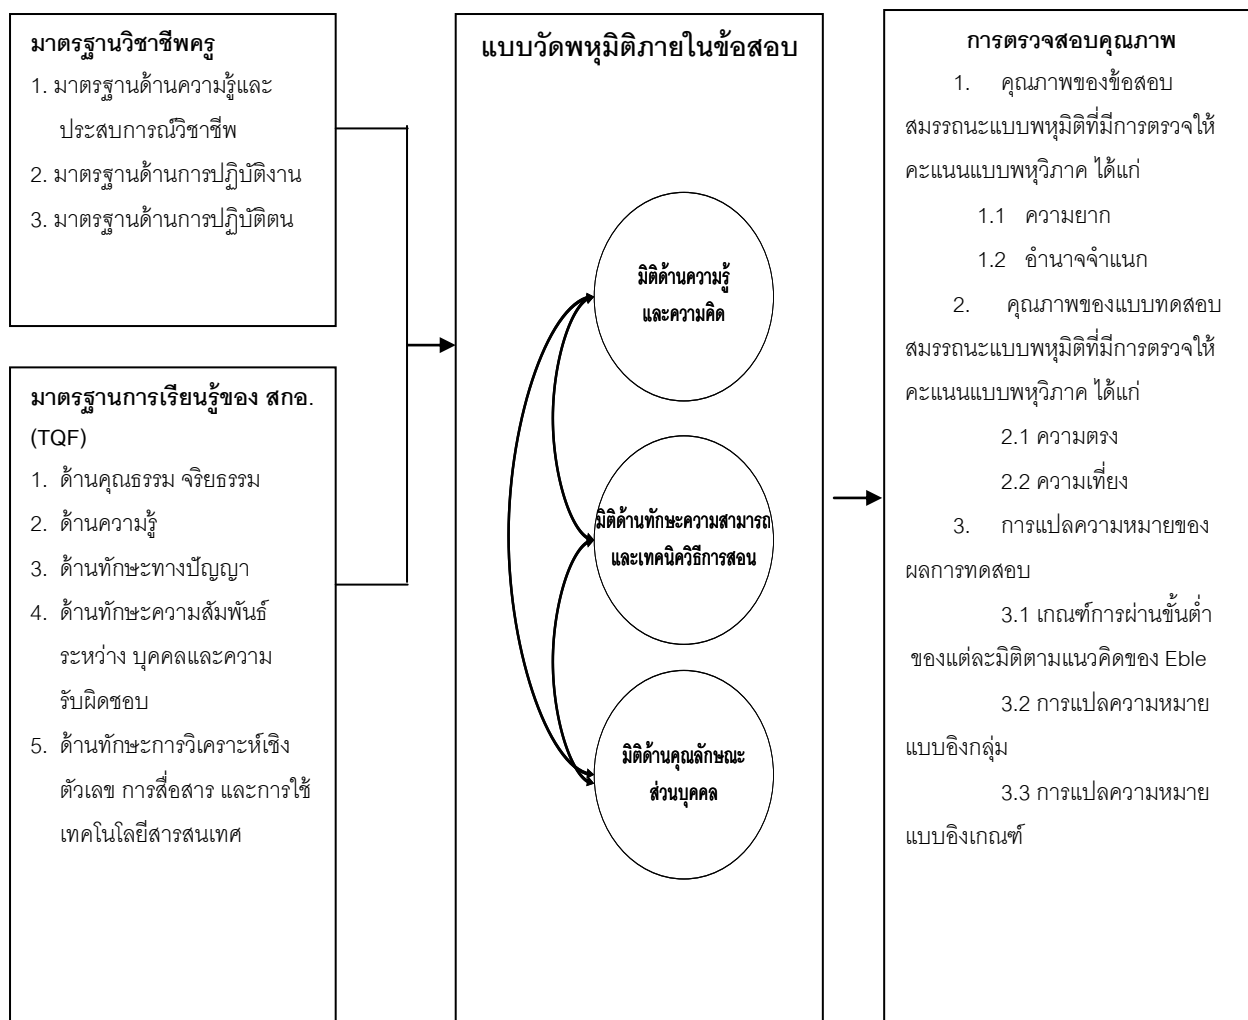 มาตรฐานวิชาชีพครู
1. มาตรฐานด้านความรู้และ
ประสบการณ์วิชาชีพ
2. มาตรฐานด้านการปฏิบัติงาน
3. มาตรฐานด้านการปฏิบัติตน
มาตรฐานการเรียนรู้ของ สกอ.
(TQF)
1. ด้านคุณธรรม จริยธรรม
2. ด้านความรู้
3. ด้านทักษะทางปัญญา
4. ด้านทักษะความสัมพันธ์
ระหว่าง บุคคลและความ
รับผิดชอบ
5. ด้านทักษะการวิเคราะห์เชิง
ตัวเลข การสื่อสาร และการใช้
เทคโนโลยีสารสนเทศ
แบบวัดพหุมิติภายในข้อสอบ
มิติด้านความรู้
และความคิด
มิติด้านทักษะความสามารถ
และเทคนิควิธีการสอน
มิติด้านคุณลักษณะ
ส่วนบุคคล
การตรวจสอบคุณภาพ
1. คุณภาพของข้อสอบ
สมรรถนะแบบพหุมิติที่มีการตรวจให้
คะแนนแบบพหุวิภาค ได้แก่
1.1 ความยาก
1.2 อำนาจจำแนก
2. คุณภาพของแบบทดสอบ
สมรรถนะแบบพหุมิติที่มีการตรวจให้
คะแนนแบบพหุวิภาค ได้แก่
2.1 ความตรง
2.2 ความเที่ยง
3. การแปลความหมายของ
ผลการทดสอบ
3.1 เกณฑ์การผ่านขั้นต่ำ
ของแต่ละมิติตามแนวคิดของ Eble
3.2 การแปลความหมาย
แบบอิงกลุ่ม
3.3 การแปลความหมาย
แบบอิงเกณฑ์